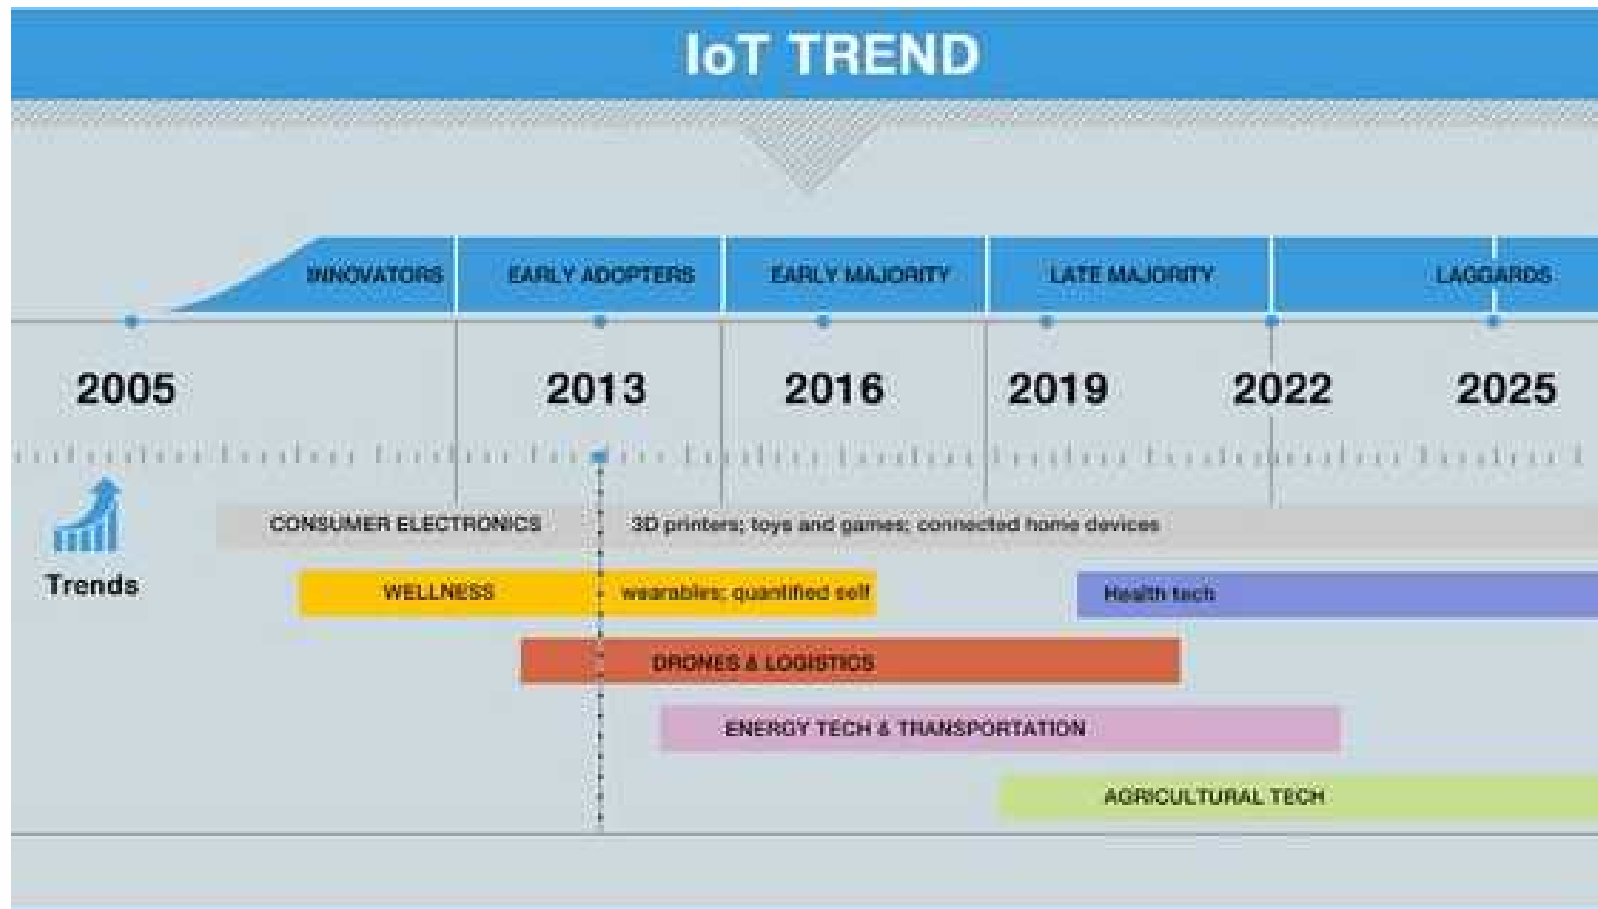 IoT TREND
INNOVATORS EARLY ADOPTERS EARLY MAJORITY LATE MAJORITY LAGGARDS
2005 2013 2016 2019 2022 2025
CONSUMER ELECTRONICS 3D printers; toys and games; connected home devices
Trends
WELLNESS wearables; quantified self Health tech
DRONES & LOGISTICS
ENERGY TECH & TRANSPORTATION
AGRICULTURAL TECH